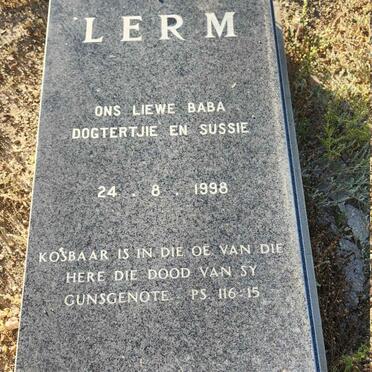 LERM
ONS LIEWE BABA
DOGTERTJIE EN SUSSIE
24 . 8 . 1998
KOSBAAR IS IN DIE OE VAN DIE
HERE DIE DOOD VAN SY
GUNSGENOTE. PS. 116-15